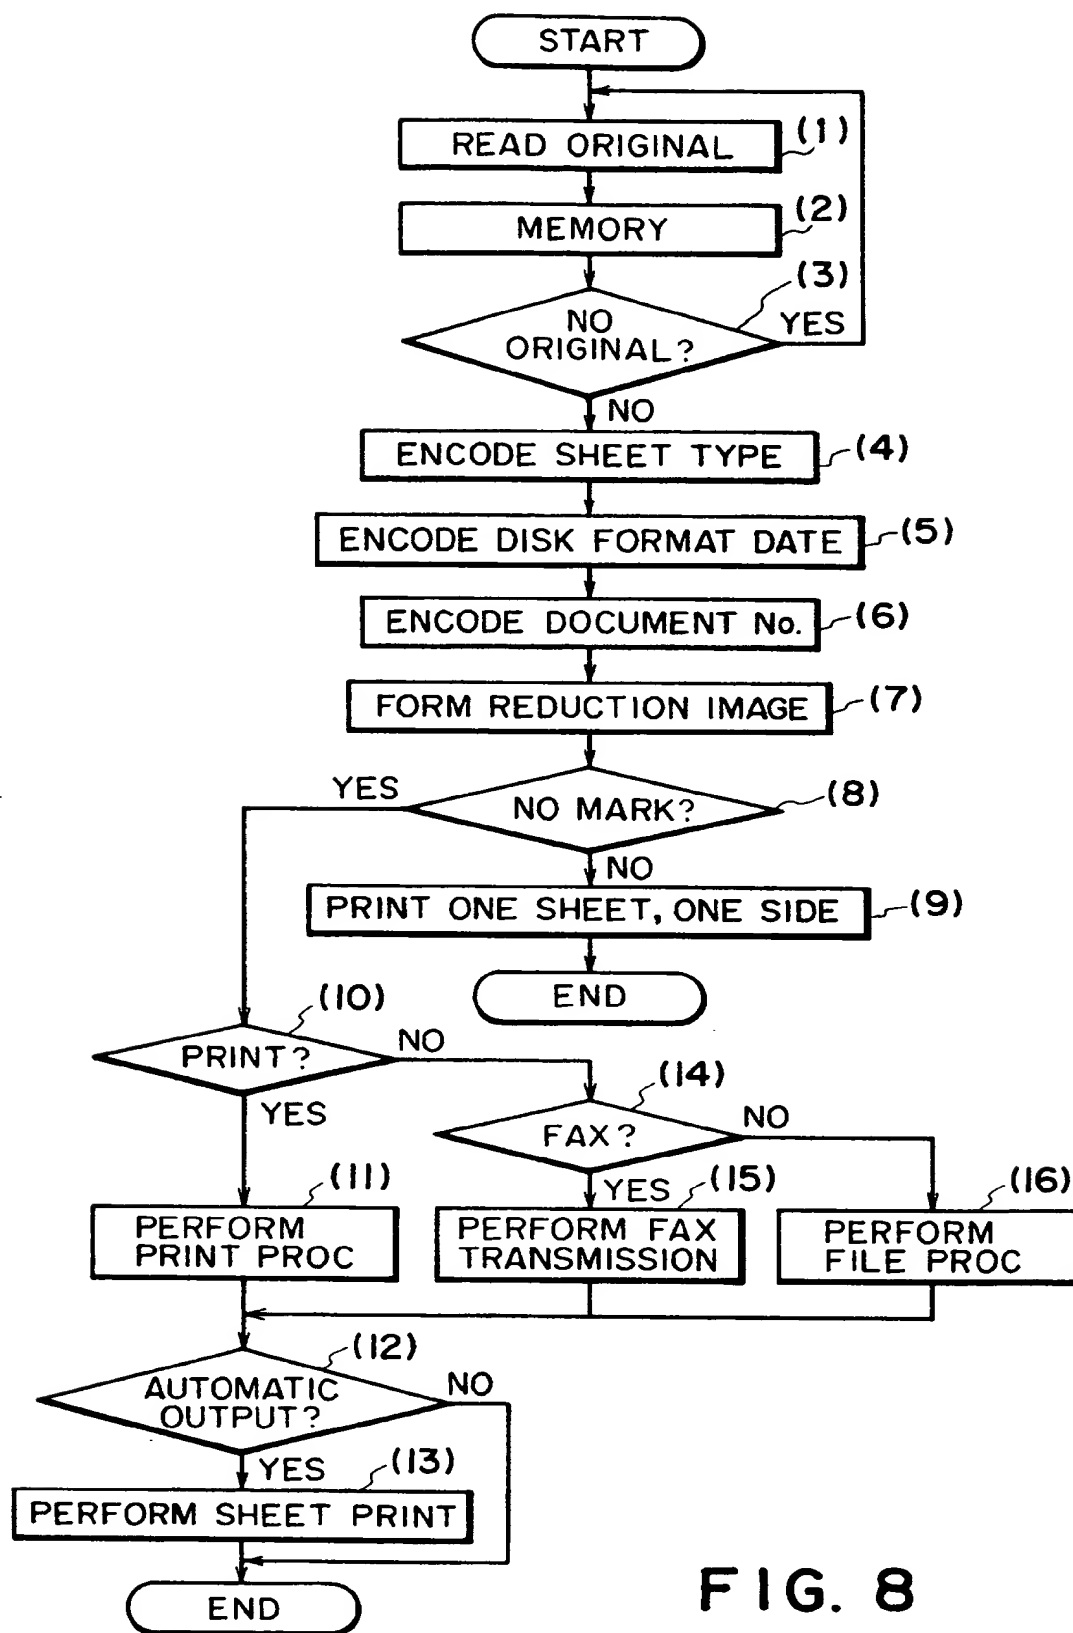 START
READ ORIGINAL
(1)
MEMORY
(2)
NO
ORIGINAL?
(3)
YES
NO
ENCODE SHEET TYPE
(4)
ENCODE DISK FORMAT DATE
(5)
ENCODE DOCUMENT No.
(6)
FORM REDUCTION IMAGE
(7)
YES
NO MARK?
(8)
NO
PRINT ONE SHEET, ONE SIDE
(9)
END
(10)
PRINT?
NO
YES
(14)
FAX?
NO
YES
(11)
PERFORM
PRINT PROC
(15)
PERFORM FAX
TRANSMISSION
(16)
PERFORM
FILE PROC
(12)
AUTOMATIC
OUTPUT?
NO
YES
(13)
PERFORM SHEET PRINT
END
FIG. 8